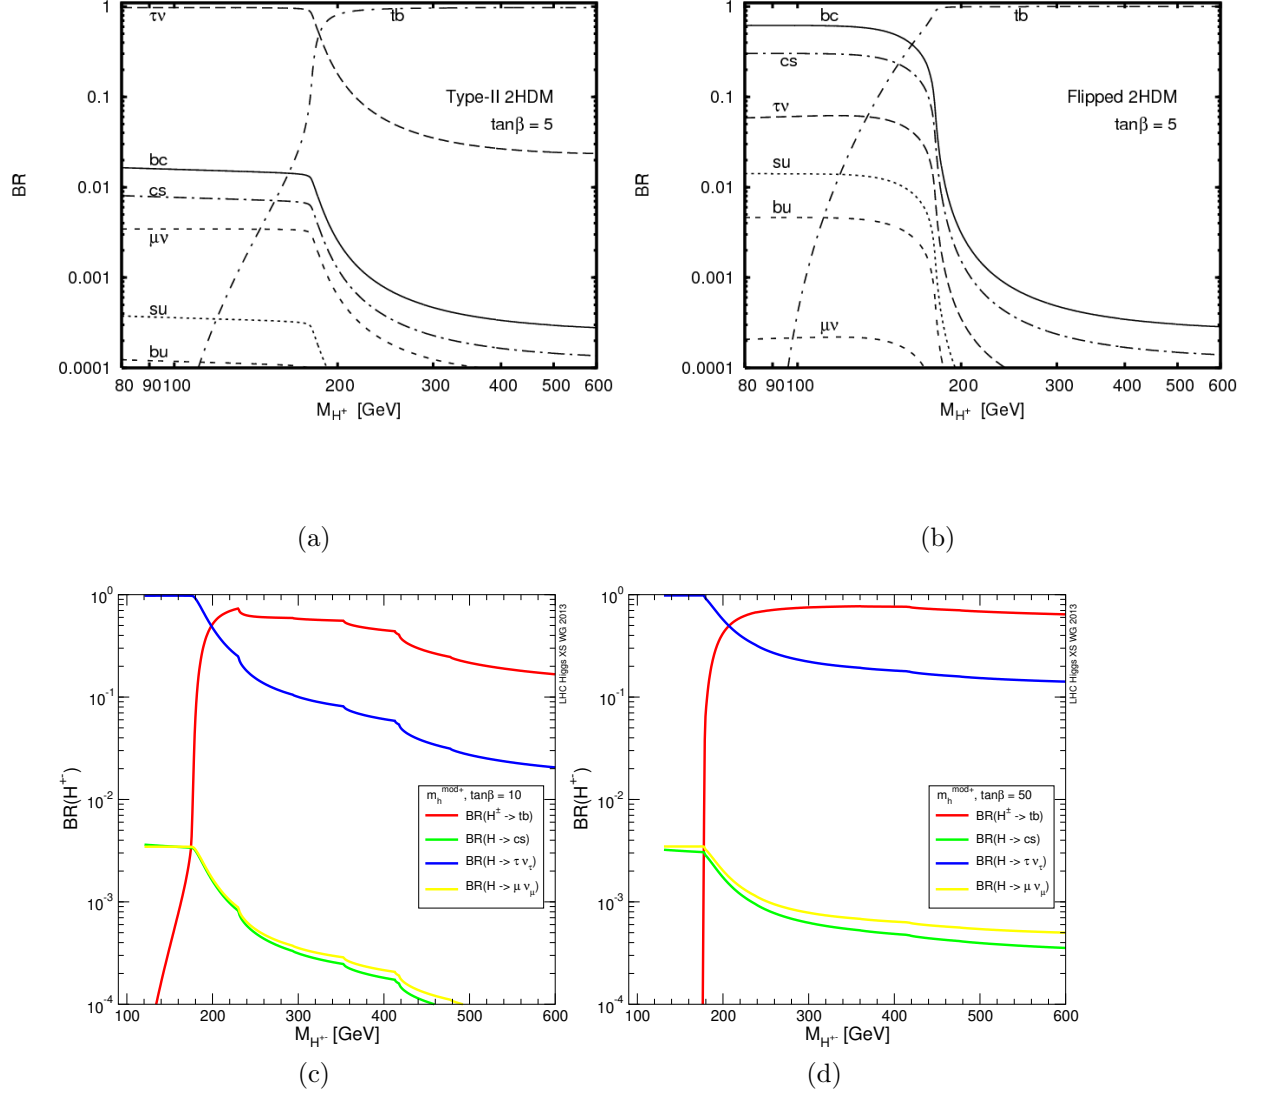 1
τν
tb
0.1
Type-II 2HDM
tanβ = 5
BR
bc
0.01
cs
μν
0.001
su
bu
0.0001
80 90 100 200 300 400 500 600
M_H⁺ [GeV]
(a)
1
bc
tb
cs
0.1
Flipped 2HDM
τν
tanβ = 5
su
BR
0.01
bu
0.001
μν
0.0001
80 90 100 200 300 400 500 600
M_H⁺ [GeV]
(b)
10⁰
10⁻¹
10⁻²
10⁻³
10⁻⁴
BR(H⁺⁻)
LHC Higgs XS WG 2013
m_h^mod+, tanβ = 10
BR(H^± -> tb)
BR(H -> cs)
BR(H -> τ ν_τ)
BR(H -> μ ν_μ)
100 200 300 400 500 600
M_H⁺⁻ [GeV]
(c)
10⁰
10⁻¹
10⁻²
10⁻³
10⁻⁴
BR(H⁺⁻)
LHC Higgs XS WG 2013
m_h^mod+, tanβ = 50
BR(H^± -> tb)
BR(H -> cs)
BR(H -> τ ν_τ)
BR(H -> μ ν_μ)
100 200 300 400 500 600
M_H⁺⁻ [GeV]
(d)